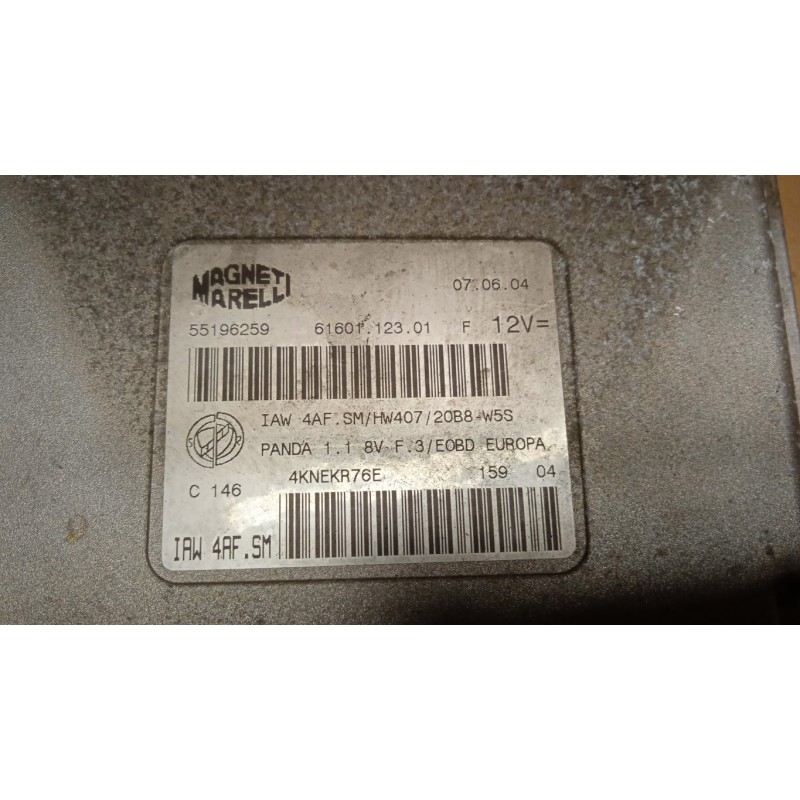 MAGNETI
MARELLI
07.06.04
55196259 61601.123.01 F 12V=
IAW 4AF.SM/HW407/20B8-W5S
PANDA 1.1 8V F.3/EOBD EUROPA
4KNEKR76E 159 04
C 146
IAW 4AF.SM